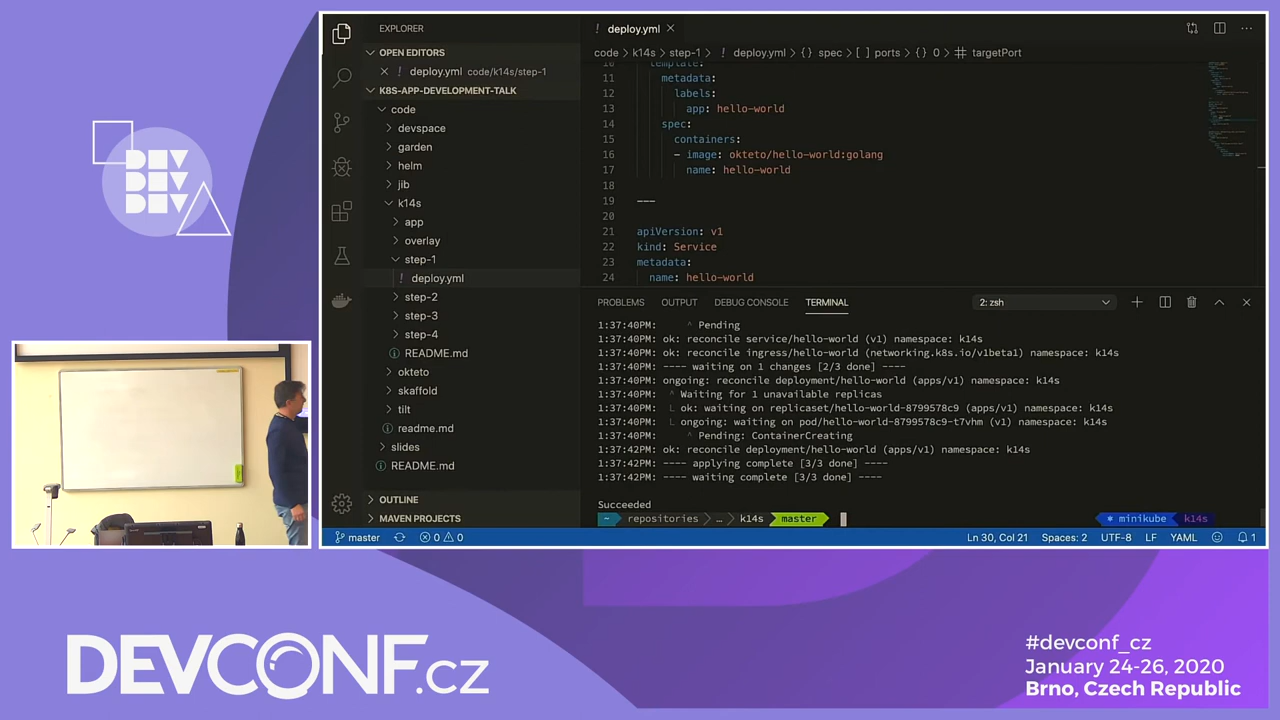 DEV
DEV
DEV
EXPLORER
OPEN EDITORS
deploy.yml code/k14s/step-1
K8S-APP-DEVELOPMENT-TALK
code
devspace
garden
helm
jib
k14s
app
overlay
step-1
deploy.yml
step-2
step-3
step-4
README.md
okteto
skaffold
tilt
readme.md
slides
README.md
OUTLINE
MAVEN PROJECTS
deploy.yml
code > k14s > step-1 > ! deploy.yml > {} spec > [ ] ports > {} 0 > # targetPort
10 template:
11 metadata:
12 labels:
13 app: hello-world
14 spec:
15 containers:
16 - image: okteto/hello-world:golang
17 name: hello-world
18
19 ---
20
21 apiVersion: v1
22 kind: Service
23 metadata:
24 name: hello-world
PROBLEMS OUTPUT DEBUG CONSOLE TERMINAL 2: zsh
1:37:40PM: ^ Pending
1:37:40PM: ok: reconcile service/hello-world (v1) namespace: k14s
1:37:40PM: ok: reconcile ingress/hello-world (networking.k8s.io/v1beta1) namespace: k14s
1:37:40PM: ---- waiting on 1 changes [2/3 done] ----
1:37:40PM: ongoing: reconcile deployment/hello-world (apps/v1) namespace: k14s
1:37:40PM: ^ Waiting for 1 unavailable replicas
1:37:40PM: L ok: waiting on replicaset/hello-world-8799578c9 (apps/v1) namespace: k14s
1:37:40PM: L ongoing: waiting on pod/hello-world-8799578c9-t7vhm (v1) namespace: k14s
1:37:40PM: ^ Pending: ContainerCreating
1:37:42PM: ok: reconcile deployment/hello-world (apps/v1) namespace: k14s
1:37:42PM: ---- applying complete [3/3 done] ----
1:37:42PM: ---- waiting complete [3/3 done] ----
Succeeded
~ repositories … k14s master minikube k14s
master 0 0 Ln 30, Col 21 Spaces: 2 UTF-8 LF YAML 1
DEVCONF.cz
#devconf_cz
January 24-26, 2020
Brno, Czech Republic